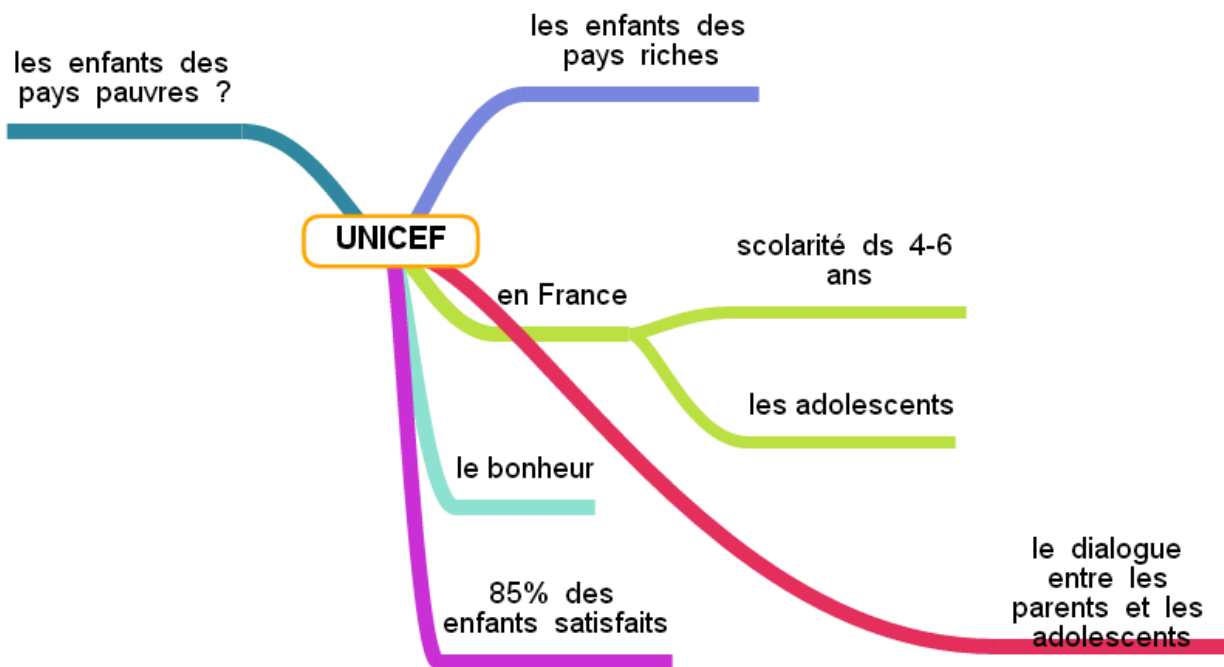 les enfants des
pays pauvres ?
les enfants des
pays riches
UNICEF
en France
scolarité ds 4-6
ans
les adolescents
le bonheur
85% des
enfants satisfaits
le dialogue
entre les
parents et les
adolescents